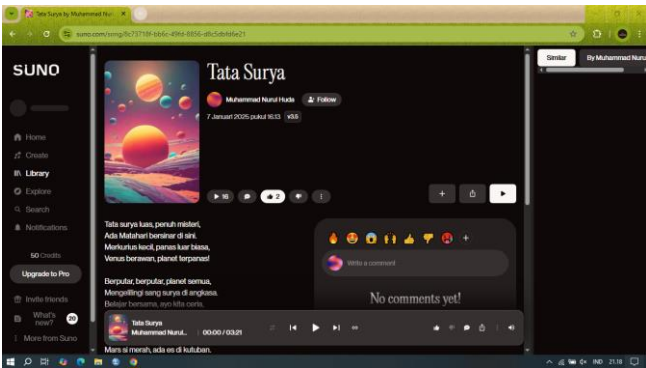 Tata Surya by Muhammad Nur
suno.com/song/8c73718f-bb6c-49fd-8856-d8c5dbfd6e21
SUNO
Home
Create
Library
Explore
Search
Notifications
50 Credits
Upgrade to Pro
Invite friends
What's new?
20
More from Suno
Tata Surya
Muhammad Nurul Huda
Follow
7 Januari 2025 pukul 16.13
v3.5
16
2
Tata surya luas, penuh misteri,
Ada Matahari bersinar di sini.
Merkurius kecil, panas luar biasa,
Venus berawan, planet terpanas!
Berputar, berputar, planet semua,
Mengelilingi sang surya di angkasa.
Belajar bersama, ayo kita ceria,
Mars si merah, ada es di kutuban.
Write a comment
No comments yet!
Similar
By Muhammad Nuru
Tata Surya
Muhammad Nurul...
00:00 / 03:21
IND
21.18